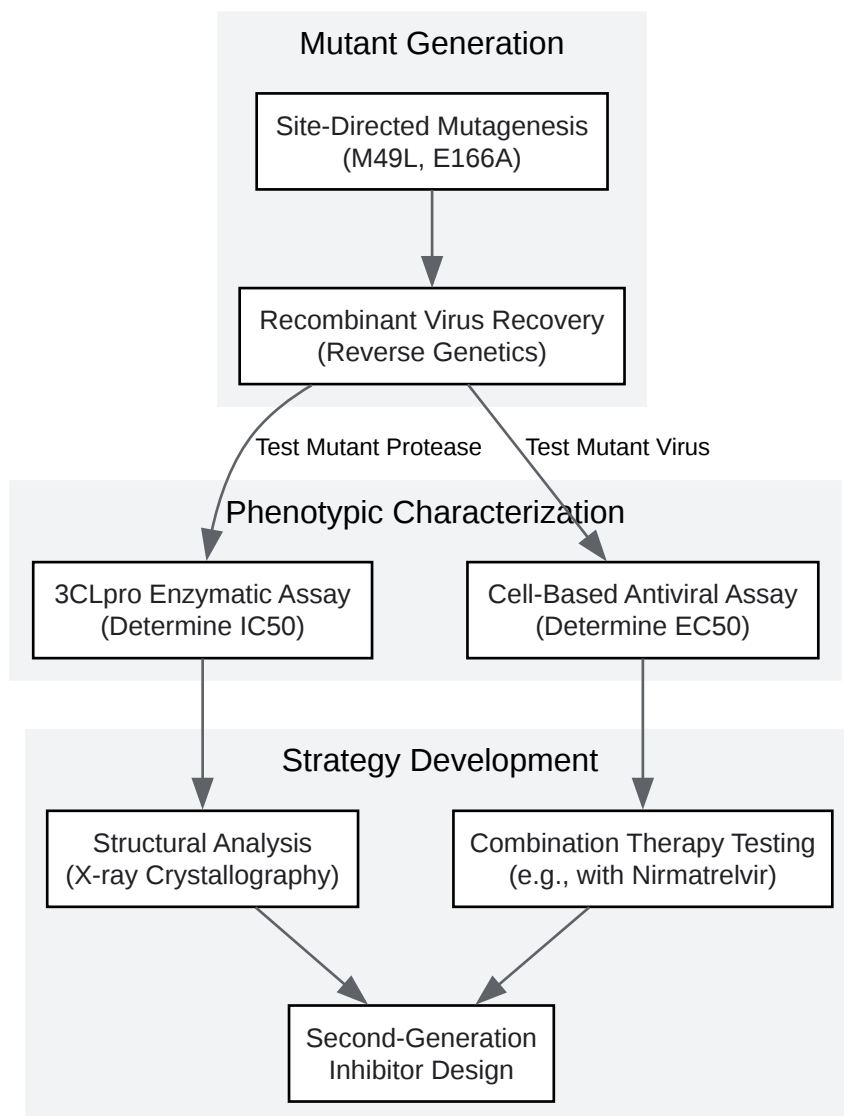 Mutant Generation
Site-Directed Mutagenesis
(M49L, E166A)
Recombinant Virus Recovery
(Reverse Genetics)
Test Mutant Protease
Test Mutant Virus
Phenotypic Characterization
3CLpro Enzymatic Assay
(Determine IC50)
Cell-Based Antiviral Assay
(Determine EC50)
Strategy Development
Structural Analysis
(X-ray Crystallography)
Combination Therapy Testing
(e.g., with Nirmatrelvir)
Second-Generation
Inhibitor Design